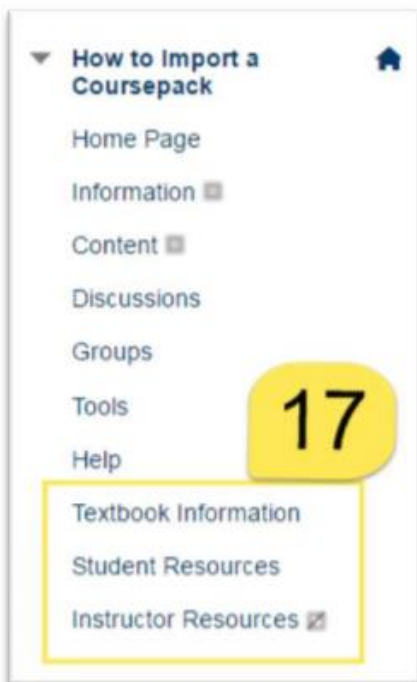 How to Import a
Coursepack
Home Page
Information
Content
Discussions
Groups
Tools
17
Help
Textbook Information
Student Resources
Instructor Resources